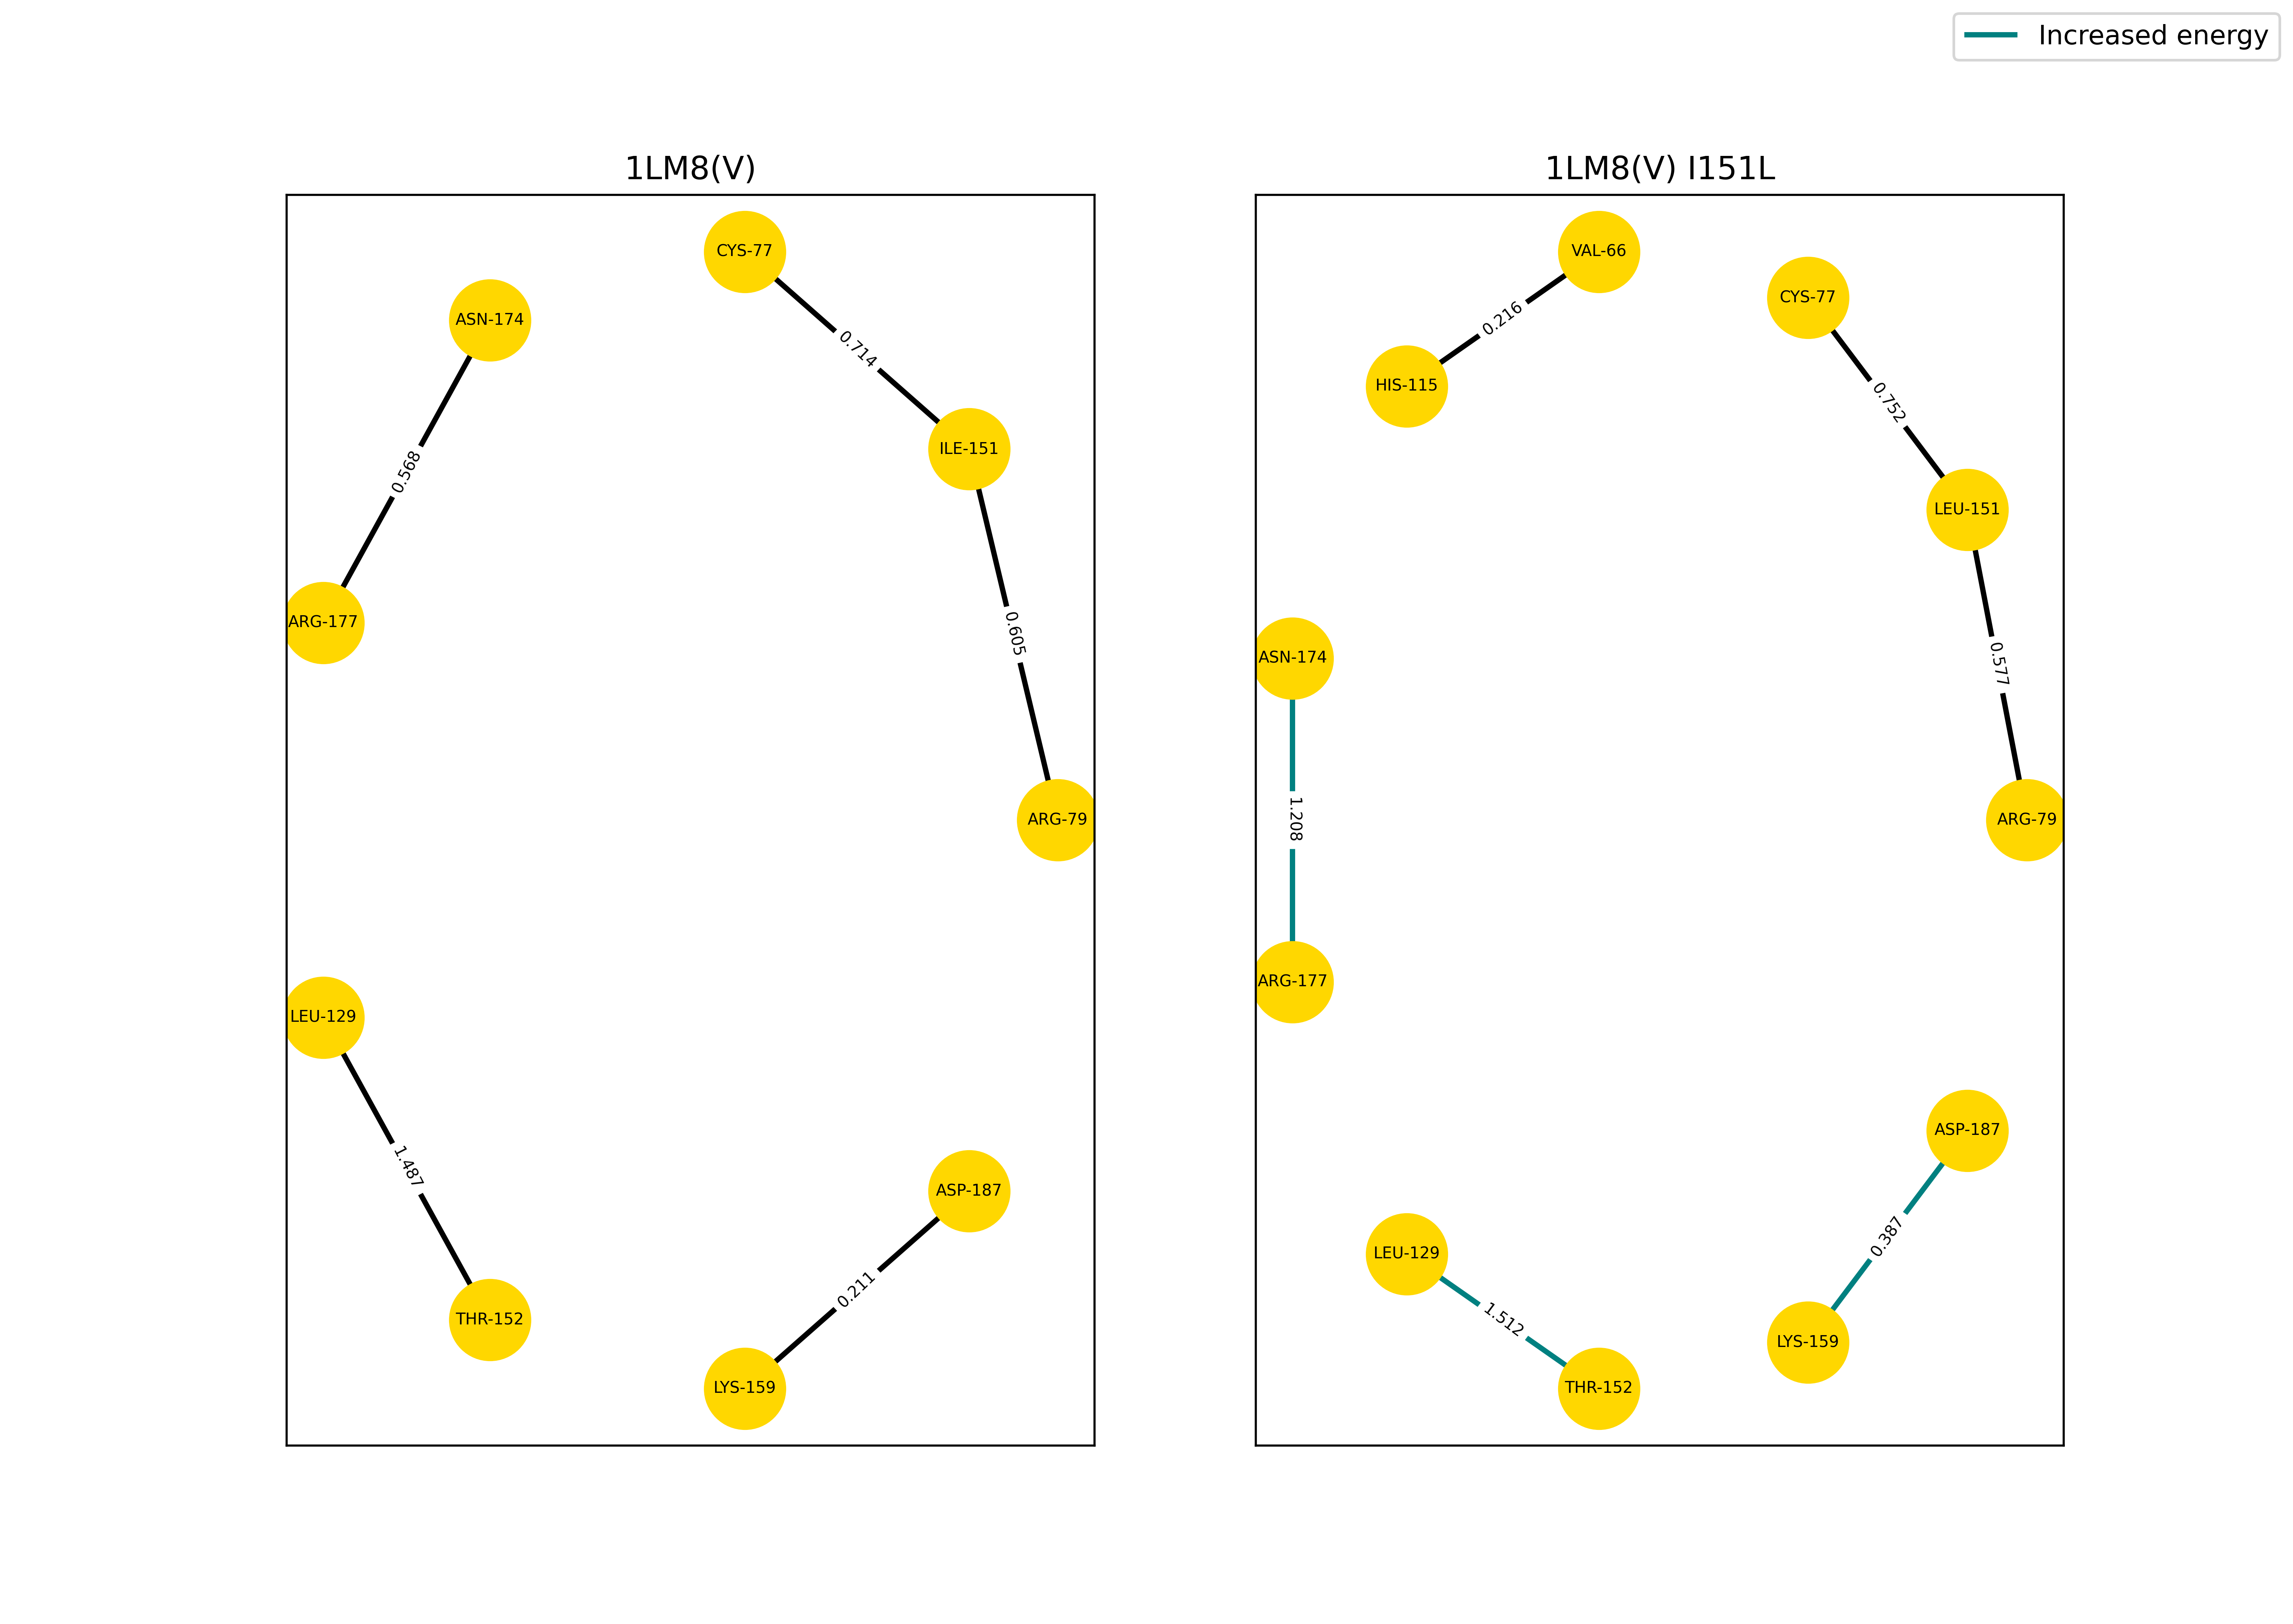 Increased energy
1LM8(V)
CYS-77
ASN-174
0.714
ILE-151
0.568
ARG-177
0.605
ARG-79
LEU-129
1.487
ASP-187
0.211
THR-152
LYS-159
1LM8(V) I151L
VAL-66
CYS-77
0.216
HIS-115
0.752
LEU-151
ASN-174
0.577
1.208
ARG-79
ARG-177
ASP-187
0.387
LEU-129
1.512
LYS-159
THR-152